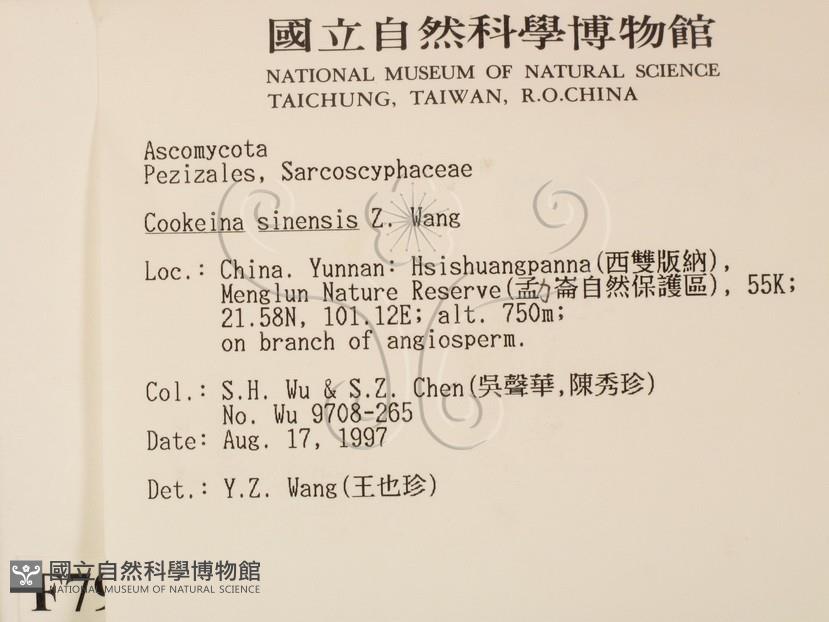 國立自然科學博物館
NATIONAL MUSEUM OF NATURAL SCIENCE
TAICHUNG, TAIWAN, R.O.CHINA
Ascomycota
Pezizales, Sarcoscyphaceae
Cookeina sinensis Z. Wang
Loc.: China. Yunnan: Hsishuangpanna(西雙版納),
Menglun Nature Reserve(孟力崙自然保護區), 55K;
21.58N, 101.12E; alt. 750m;
on branch of angiosperm.
Col.: S.H. Wu & S.Z. Chen(吳聲華,陳秀珍)
No. Wu 9708-265
Date: Aug. 17, 1997
Det.: Y.Z. Wang(王也珍)
國立自然科學博物館
NATIONAL MUSEUM OF NATURAL SCIENCE